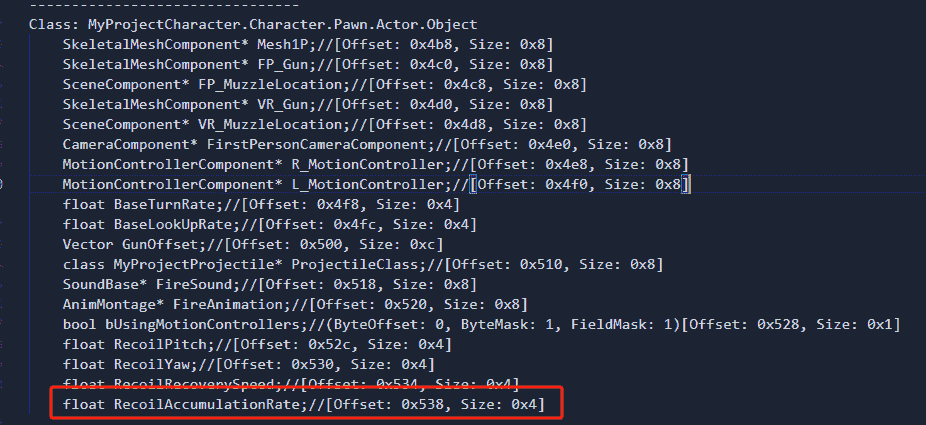 --------------------------------
Class: MyProjectCharacter.Character.Pawn.Actor.Object
SkeletalMeshComponent* Mesh1P;//[Offset: 0x4b8, Size: 0x8]
SkeletalMeshComponent* FP_Gun;//[Offset: 0x4c0, Size: 0x8]
SceneComponent* FP_MuzzleLocation;//[Offset: 0x4c8, Size: 0x8]
SkeletalMeshComponent* VR_Gun;//[Offset: 0x4d0, Size: 0x8]
SceneComponent* VR_MuzzleLocation;//[Offset: 0x4d8, Size: 0x8]
CameraComponent* FirstPersonCameraComponent;//[Offset: 0x4e0, Size: 0x8]
MotionControllerComponent* R_MotionController;//[Offset: 0x4e8, Size: 0x8]
MotionControllerComponent* L_MotionController;//[Offset: 0x4f0, Size: 0x8]
float BaseTurnRate;//[Offset: 0x4f8, Size: 0x4]
float BaseLookUpRate;//[Offset: 0x4fc, Size: 0x4]
Vector GunOffset;//[Offset: 0x500, Size: 0xc]
class MyProjectProjectile* ProjectileClass;//[Offset: 0x510, Size: 0x8]
SoundBase* FireSound;//[Offset: 0x518, Size: 0x8]
AnimMontage* FireAnimation;//[Offset: 0x520, Size: 0x8]
bool bUsingMotionControllers;//(ByteOffset: 0, ByteMask: 1, FieldMask: 1)[Offset: 0x528, Size: 0x1]
float RecoilPitch;//[Offset: 0x52c, Size: 0x4]
float RecoilYaw;//[Offset: 0x530, Size: 0x4]
float RecoilRecoverySpeed;//[Offset: 0x534, Size: 0x4]
float RecoilAccumulationRate;//[Offset: 0x538, Size: 0x4]